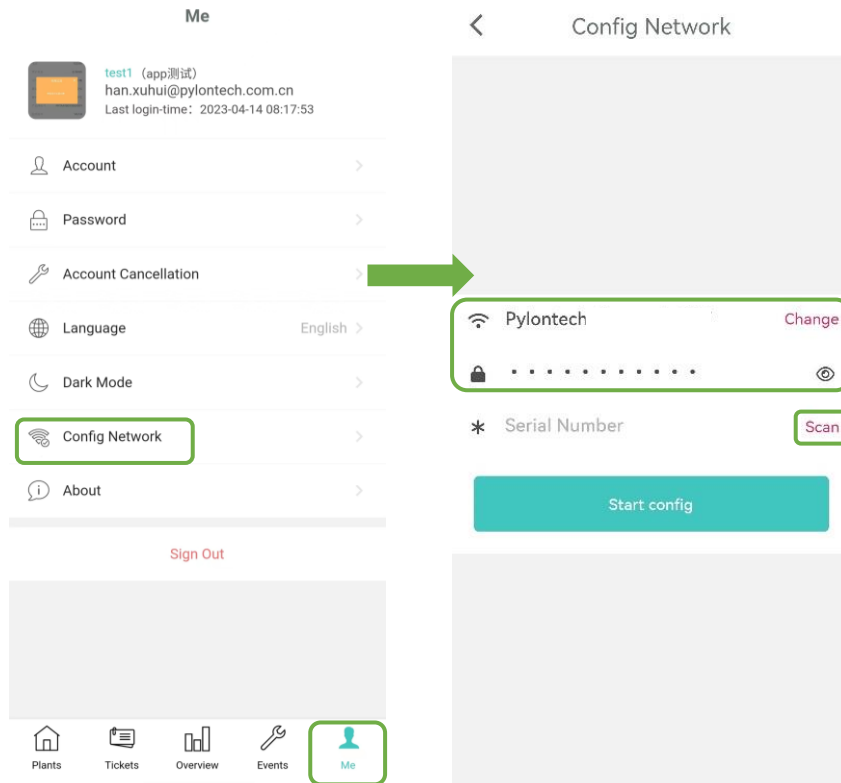 Me
test1 (app测试)
han.xuhui@pylontech.com.cn
Last login-time: 2023-04-14 08:17:53
Account
Password
Account Cancellation
Language English
Dark Mode
Config Network
About
Sign Out
Plants Tickets Overview Events Me
Config Network
Pylontech Change
Serial Number Scan
Start config